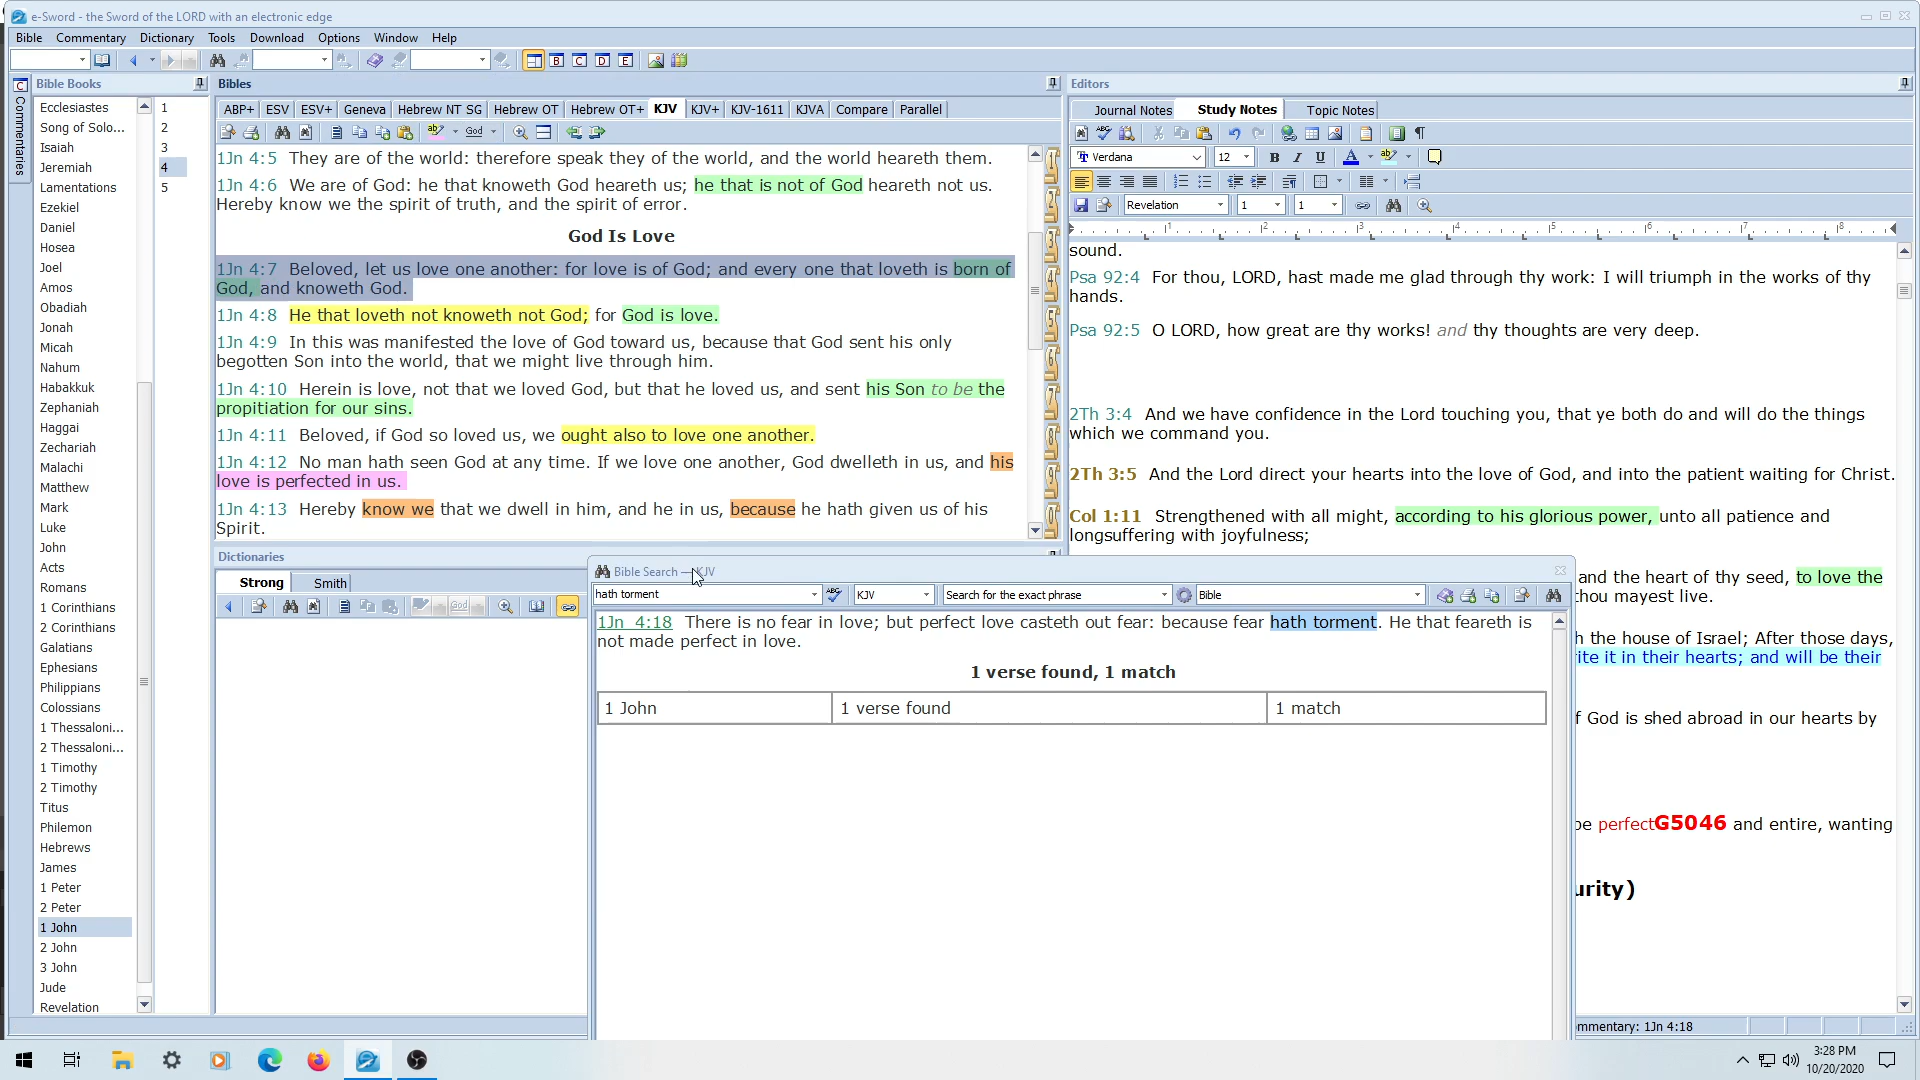 e-Sword - the Sword of the LORD with an electronic edge
Bible Commentary Dictionary Tools Download Options Window Help
B C D E
Commentaries
Bible Books
Ecclesiastes
Song of Solo...
Isaiah
Jeremiah
Lamentations
Ezekiel
Daniel
Hosea
Joel
Amos
Obadiah
Jonah
Micah
Nahum
Habakkuk
Zephaniah
Haggai
Zechariah
Malachi
Matthew
Mark
Luke
John
Acts
Romans
1 Corinthians
2 Corinthians
Galatians
Ephesians
Philippians
Colossians
1 Thessaloni...
2 Thessaloni...
1 Timothy
2 Timothy
Titus
Philemon
Hebrews
James
1 Peter
2 Peter
1 John
2 John
3 John
Jude
Revelation
1
2
3
4
5
Bibles
ABP+ ESV ESV+ Geneva Hebrew NT SG Hebrew OT Hebrew OT+ KJV KJV+ KJV-1611 KJVA Compare Parallel
God
1Jn 4:5 They are of the world: therefore speak they of the world, and the world heareth them.
1Jn 4:6 We are of God: he that knoweth God heareth us; he that is not of God heareth not us.
Hereby know we the spirit of truth, and the spirit of error.
God Is Love
1Jn 4:7 Beloved, let us love one another: for love is of God; and every one that loveth is born of
God, and knoweth God.
1Jn 4:8 He that loveth not knoweth not God; for God is love.
1Jn 4:9 In this was manifested the love of God toward us, because that God sent his only
begotten Son into the world, that we might live through him.
1Jn 4:10 Herein is love, not that we loved God, but that he loved us, and sent his Son to be the
propitiation for our sins.
1Jn 4:11 Beloved, if God so loved us, we ought also to love one another.
1Jn 4:12 No man hath seen God at any time. If we love one another, God dwelleth in us, and his
love is perfected in us.
1Jn 4:13 Hereby know we that we dwell in him, and he in us, because he hath given us of his
Spirit.
1
2
3
4
5
6
7
8
9
0
Dictionaries
Strong Smith
God
Editors
Journal Notes Study Notes Topic Notes
Verdana 12 B I U A
Revelation 1 1
1 2 3 4 5 6 7 8
sound.
Psa 92:4 For thou, LORD, hast made me glad through thy work: I will triumph in the works of thy
hands.
Psa 92:5 O LORD, how great are thy works! and thy thoughts are very deep.
2Th 3:4 And we have confidence in the Lord touching you, that ye both do and will do the things
which we command you.
2Th 3:5 And the Lord direct your hearts into the love of God, and into the patient waiting for Christ.
Col 1:11 Strengthened with all might, according to his glorious power, unto all patience and
longsuffering with joyfulness;
and the heart of thy seed, to love the
thou mayest live.
the house of Israel; After those days,
ite it in their hearts; and will be their
f God is shed abroad in our hearts by
be perfectG5046 and entire, wanting
urity)
mmentary: 1Jn 4:18
Bible Search — KJV
hath torment KJV Search for the exact phrase Bible
1Jn 4:18 There is no fear in love; but perfect love casteth out fear: because fear hath torment. He that feareth is
not made perfect in love.
1 verse found, 1 match
1 John 1 verse found 1 match
3:28 PM
10/20/2020